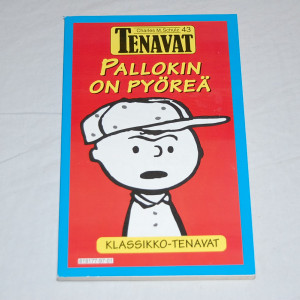 Charles M. Schulz 43
TENAVAT
PALLOKIN
ON PYÖREÄ
KLASSIKKO-TENAVAT